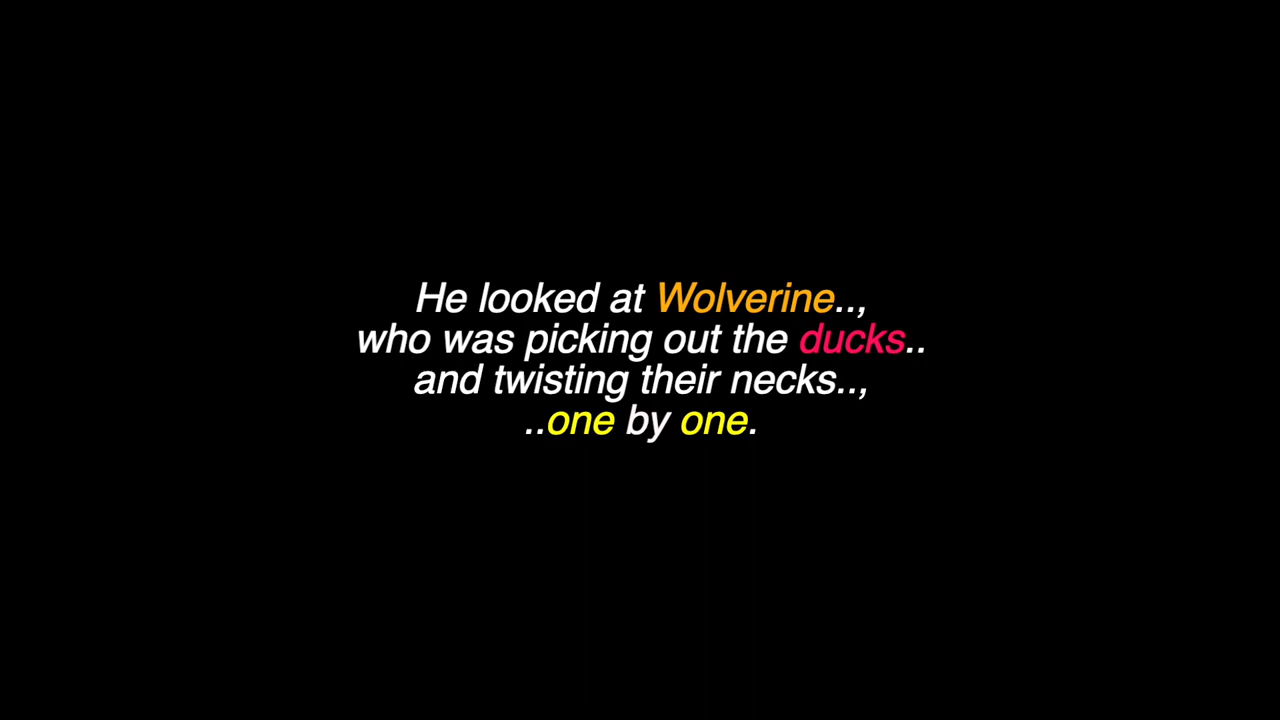 He looked at Wolverine..,
who was picking out the ducks..
and twisting their necks..,
..one by one.